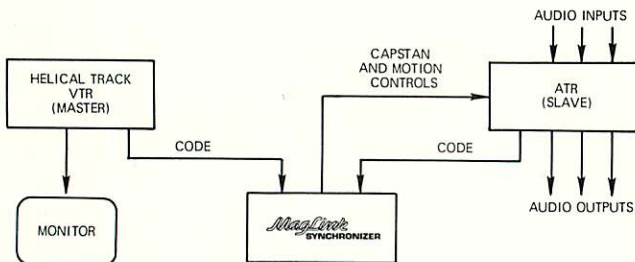 AUDIO INPUTS
HELICAL TRACK
VTR
(MASTER)
CAPSTAN
AND MOTION
CONTROLS
ATR
(SLAVE)
CODE
CODE
MONITOR
MagLink
SYNCHRONIZER
AUDIO OUTPUTS